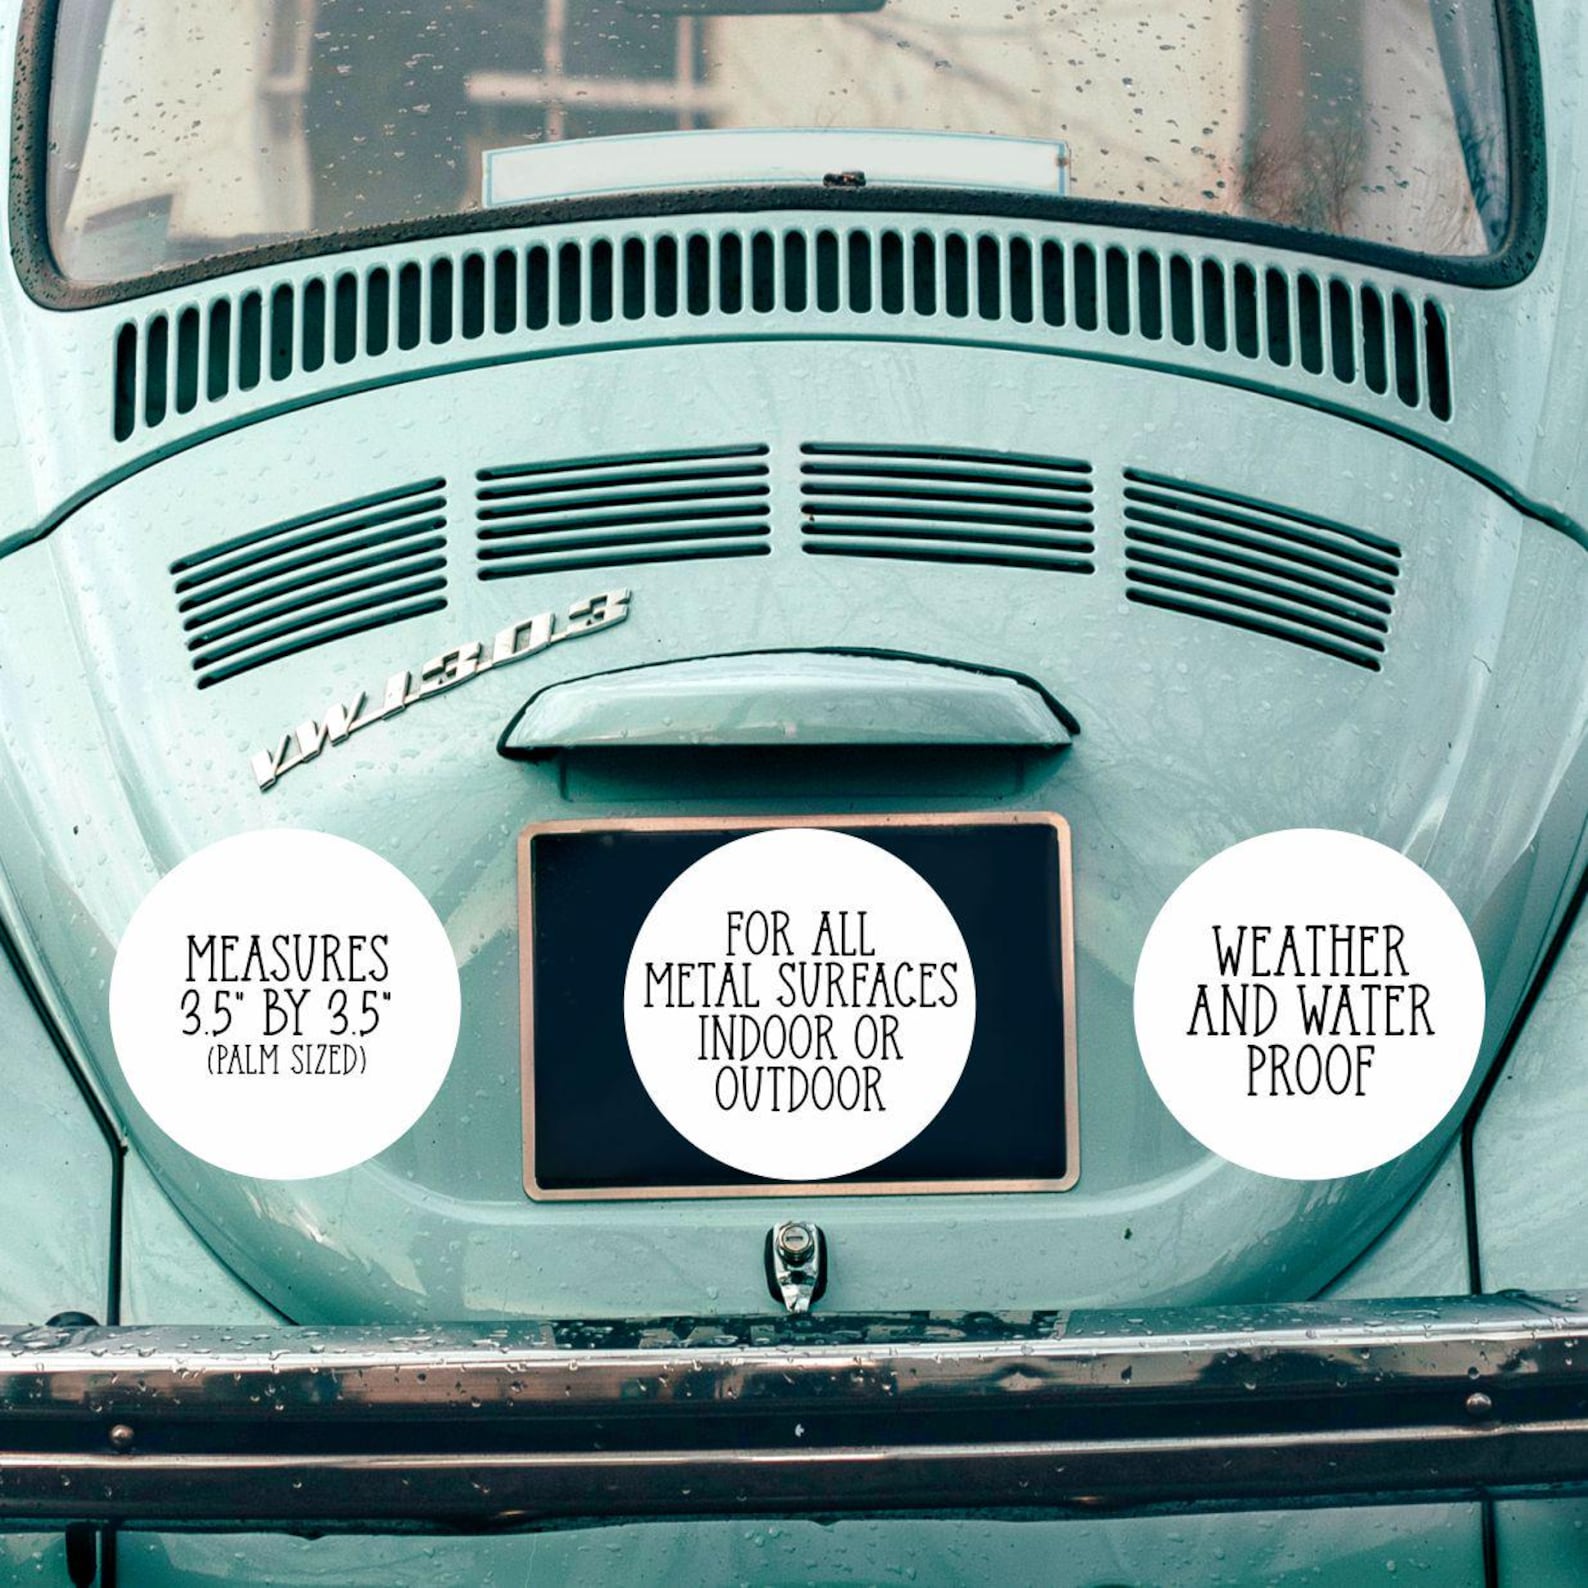 VW1303
MEASURES
3.5" BY 3.5"
(PALM SIZED)
FOR ALL
METAL SURFACES
INDOOR OR
OUTDOOR
WEATHER
AND WATER
PROOF